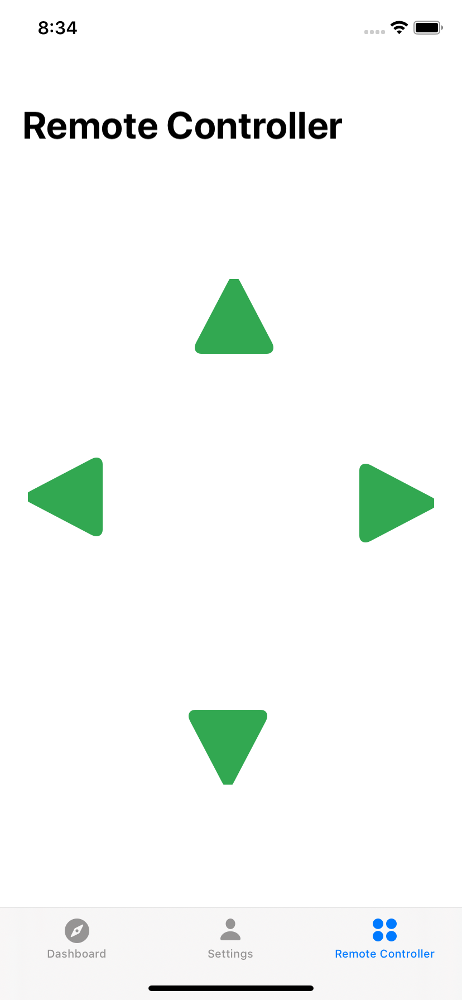 8:34
Remote Controller
Dashboard
Settings
Remote Controller